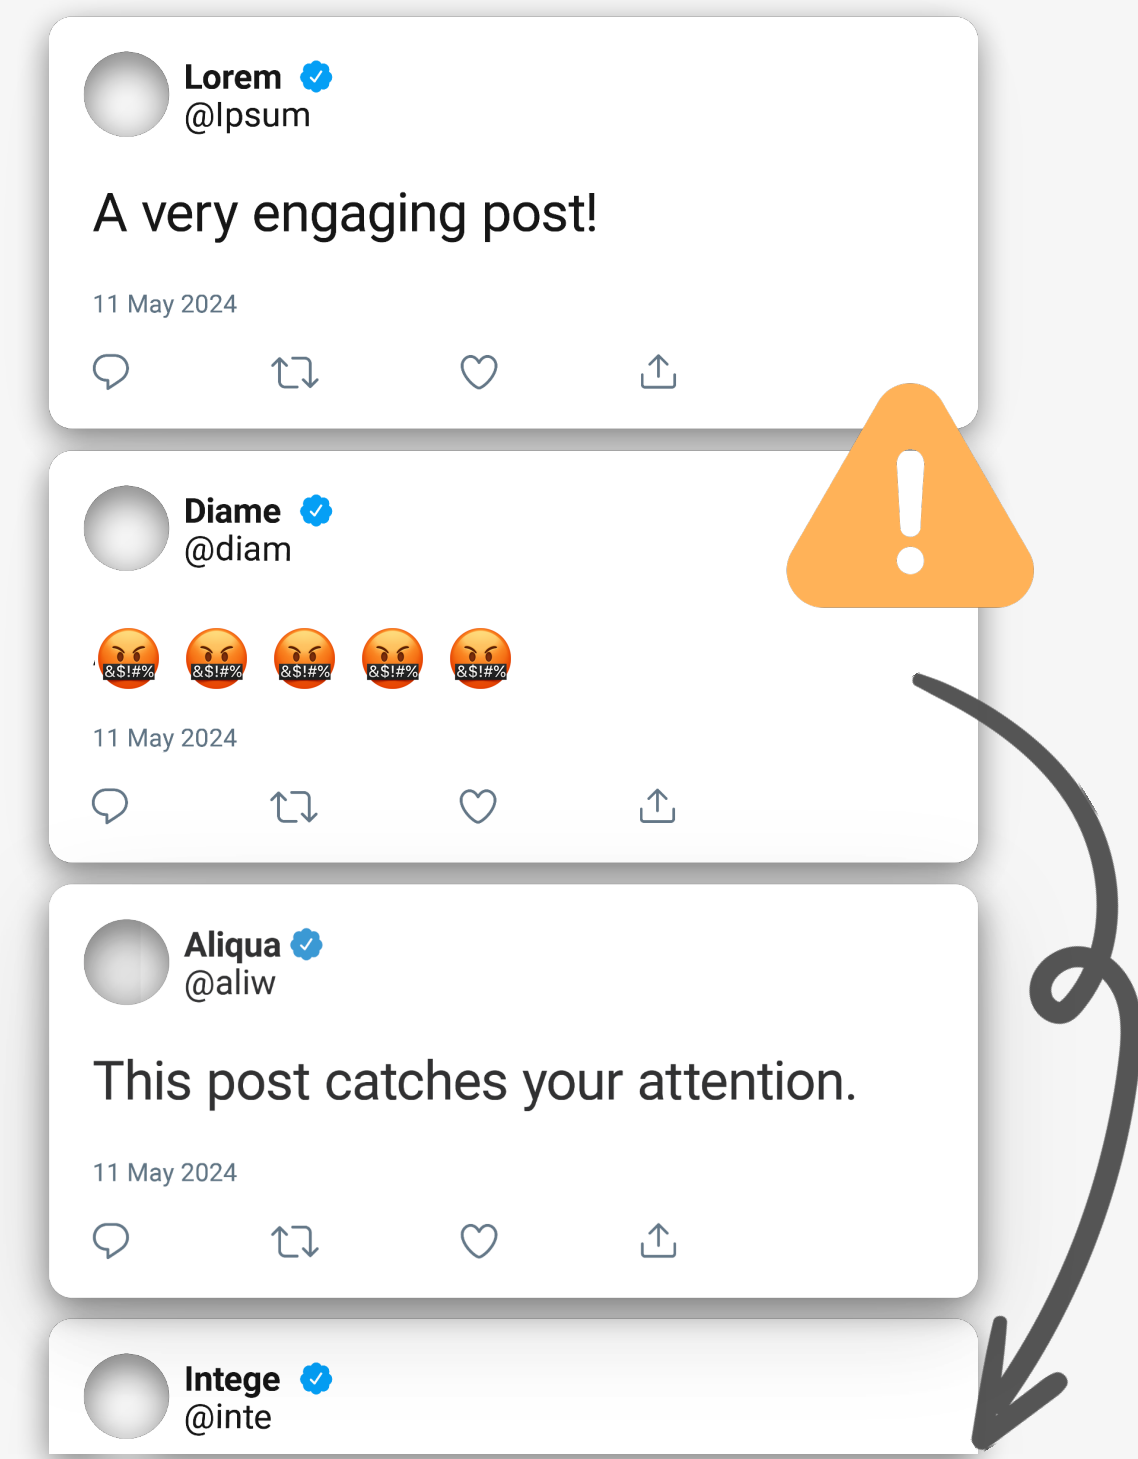 Lorem
@Ipsum
A very engaging post!
11 May 2024
Diame
@diam
&$!#% &$!#% &$!#% &$!#% &$!#%
11 May 2024
Aliqua
@aliw
This post catches your attention.
11 May 2024
Intege
@inte